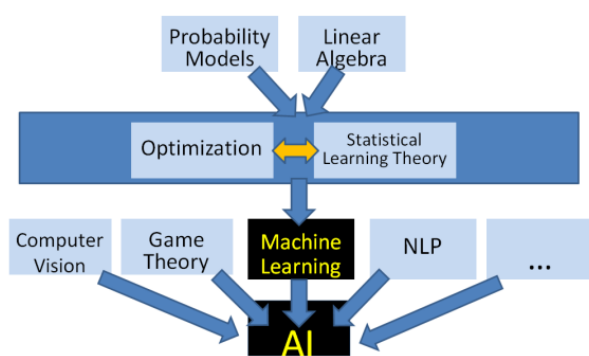 Probability
Models
Linear
Algebra
Optimization
Statistical
Learning Theory
Computer
Vision
Game
Theory
Machine
Learning
NLP
...
AI